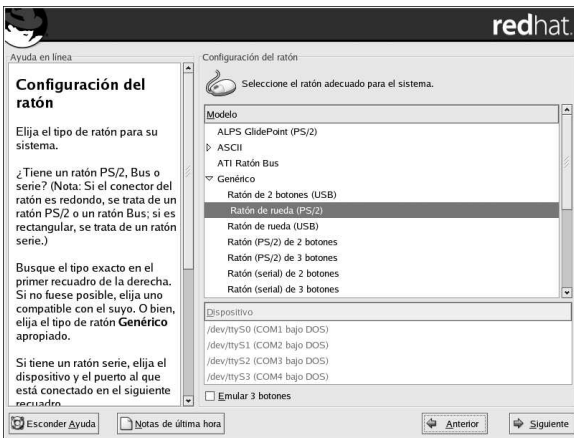 redhat.
Ayuda en línea
Configuración del
ratón
Elija el tipo de ratón para su
sistema.
¿Tiene un ratón PS/2, Bus o
serie? (Nota: Si el conector del
ratón es redondo, se trata de un
ratón PS/2 o un ratón Bus; si es
rectangular, se trata de un ratón
serie.)
Busque el tipo exacto en el
primer recuadro de la derecha.
Si no fuese posible, elija uno
compatible con el suyo. O bien,
elija el tipo de ratón Genérico
apropiado.
Si tiene un ratón serie, elija el
dispositivo y el puerto al que
está conectado en el siguiente
recuadro.
Configuración del ratón
Seleccione el ratón adecuado para el sistema.
Modelo
ALPS GlidePoint (PS/2)
ASCII
ATI Ratón Bus
Genérico
Ratón de 2 botones (USB)
Ratón de rueda (PS/2)
Ratón de rueda (USB)
Ratón (PS/2) de 2 botones
Ratón (PS/2) de 3 botones
Ratón (serial) de 2 botones
Ratón (serial) de 3 botones
Dispositivo
/dev/ttyS0 (COM1 bajo DOS)
/dev/ttyS1 (COM2 bajo DOS)
/dev/ttyS2 (COM3 bajo DOS)
/dev/ttyS3 (COM4 bajo DOS)
Emular 3 botones
Esconder Ayuda
Notas de última hora
Anterior
Siguiente